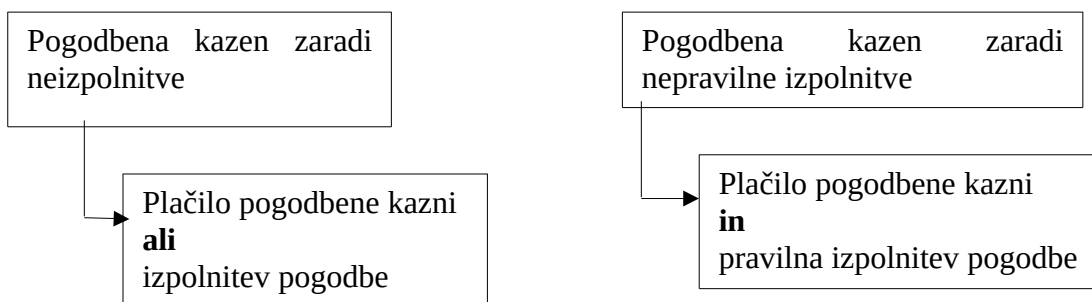 Pogodbena kazen zaradi
neizpolnitve
Plačilo pogodbene kazni
ali
izpolnitev pogodbe
Pogodbena kazen zaradi
nepravilne izpolnitve
Plačilo pogodbene kazni
in
pravilna izpolnitev pogodbe